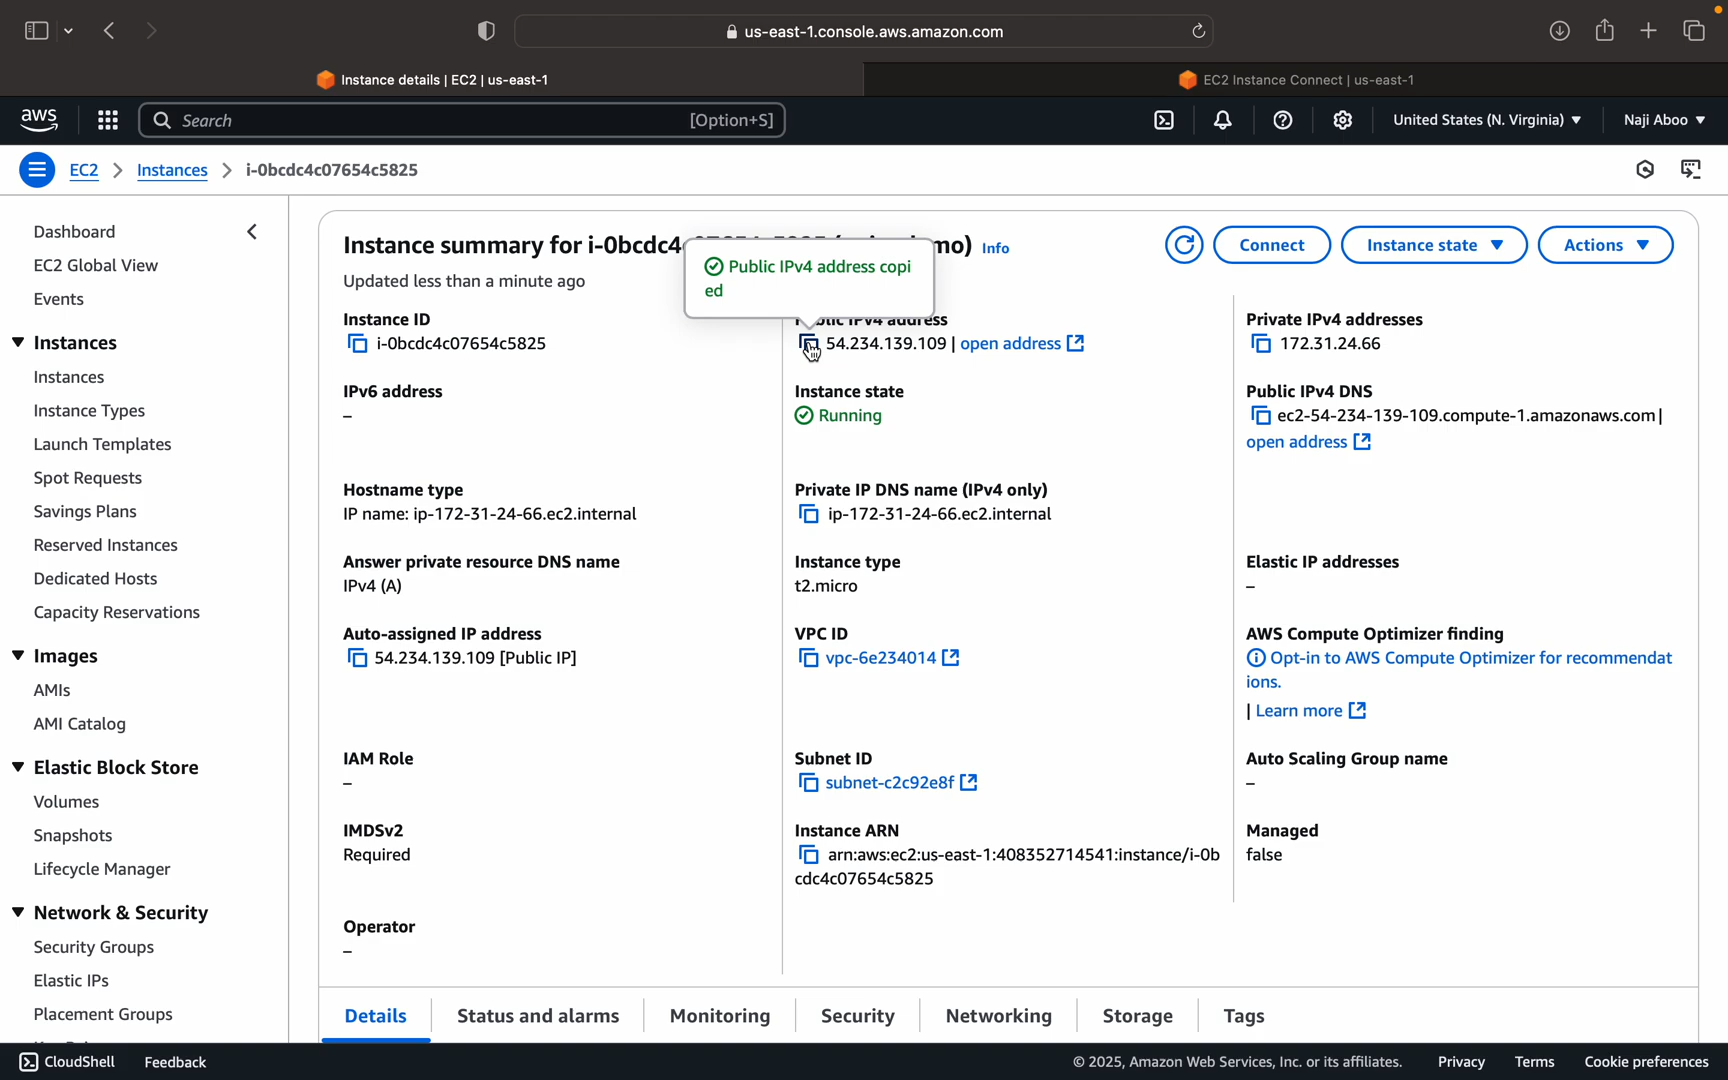 us-east-1.console.aws.amazon.com
Instance details | EC2 | us-east-1
EC2 Instance Connect | us-east-1
aws
Search
[Option+S]
United States (N. Virginia)
Naji Aboo
EC2
Instances
i-0bcdc4c07654c5825
Dashboard
EC2 Global View
Events
Instances
Instances
Instance Types
Launch Templates
Spot Requests
Savings Plans
Reserved Instances
Dedicated Hosts
Capacity Reservations
Images
AMIs
AMI Catalog
Elastic Block Store
Volumes
Snapshots
Lifecycle Manager
Network & Security
Security Groups
Elastic IPs
Placement Groups
Instance summary for i-0bcdc4
mo) Info
Connect
Instance state
Actions
Updated less than a minute ago
Public IPv4 address copi
ed
Instance ID
i-0bcdc4c07654c5825
IPv4 address
54.234.139.109 | open address
Private IPv4 addresses
172.31.24.66
IPv6 address
–
Instance state
Running
Public IPv4 DNS
ec2-54-234-139-109.compute-1.amazonaws.com |
open address
Hostname type
IP name: ip-172-31-24-66.ec2.internal
Private IP DNS name (IPv4 only)
ip-172-31-24-66.ec2.internal
Answer private resource DNS name
IPv4 (A)
Instance type
t2.micro
Elastic IP addresses
–
Auto-assigned IP address
54.234.139.109 [Public IP]
VPC ID
vpc-6e234014
AWS Compute Optimizer finding
Opt-in to AWS Compute Optimizer for recommendat
ions.
| Learn more
IAM Role
–
Subnet ID
subnet-c2c92e8f
Auto Scaling Group name
–
IMDSv2
Required
Instance ARN
arn:aws:ec2:us-east-1:408352714541:instance/i-0b
cdc4c07654c5825
Managed
false
Operator
–
Details
Status and alarms
Monitoring
Security
Networking
Storage
Tags
CloudShell
Feedback
© 2025, Amazon Web Services, Inc. or its affiliates.
Privacy
Terms
Cookie preferences